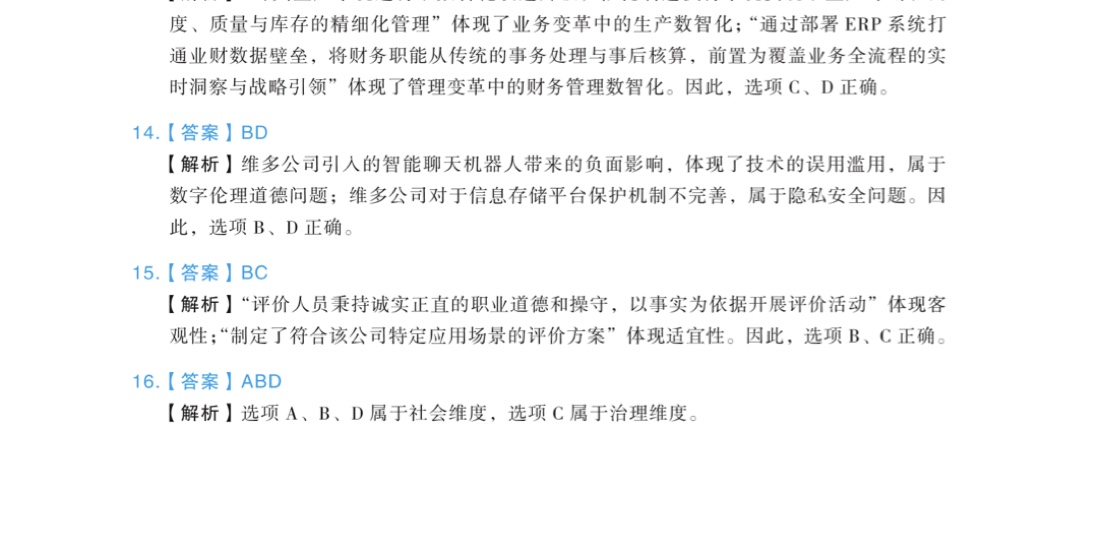 度、质量与库存的精细化管理”体现了业务变革中的生产数智化；“通过部署 ERP 系统打
通业财数据壁垒，将财务职能从传统的事务处理与事后核算，前置为覆盖业务全流程的实
时洞察与战略引领”体现了管理变革中的财务管理数智化。因此，选项 C、D 正确。
14.【答案】BD
【解析】维多公司引入的智能聊天机器人带来的负面影响，体现了技术的误用滥用，属于
数字伦理道德问题；维多公司对于信息存储平台保护机制不完善，属于隐私安全问题。因
此，选项 B、D 正确。
15.【答案】BC
【解析】“评价人员秉持诚实正直的职业道德和操守，以事实为依据开展评价活动”体现客
观性；“制定了符合该公司特定应用场景的评价方案”体现适宜性。因此，选项 B、C 正确。
16.【答案】ABD
【解析】选项 A、B、D 属于社会维度，选项 C 属于治理维度。